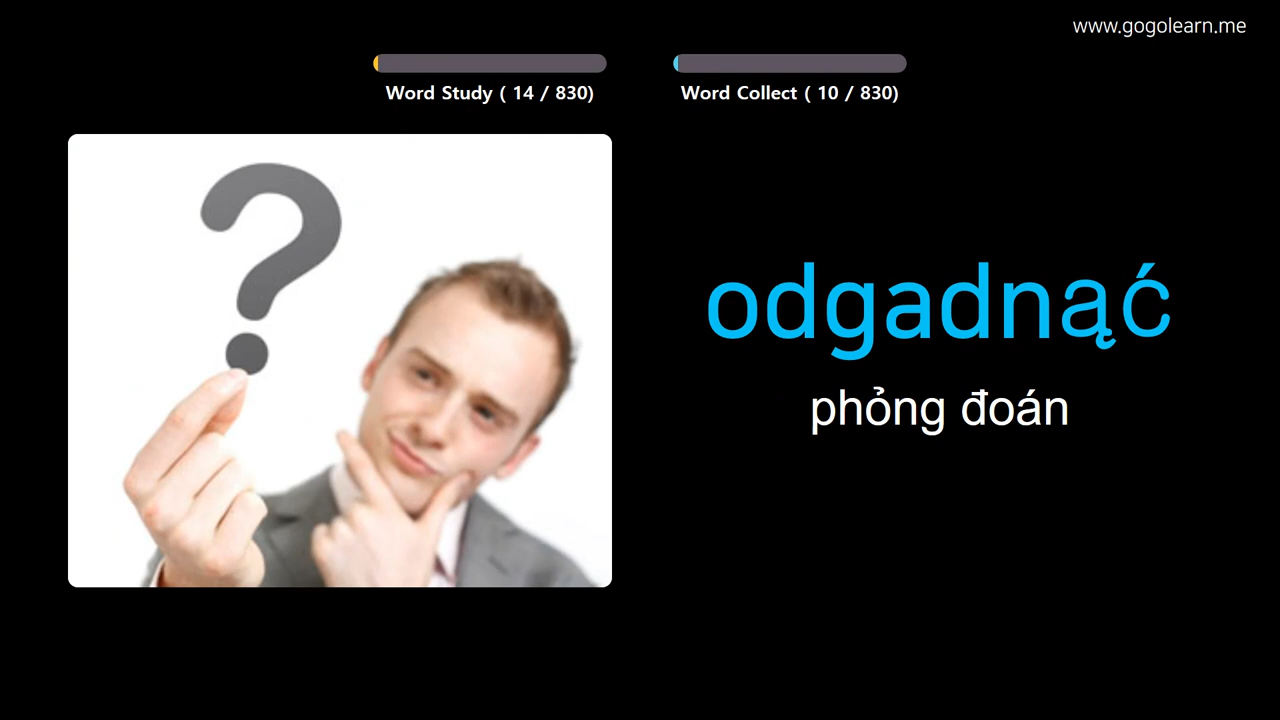 www.gogolearn.me
Word Study ( 14 / 830)
Word Collect ( 10 / 830)
?
odgadnąć
phỏng đoán